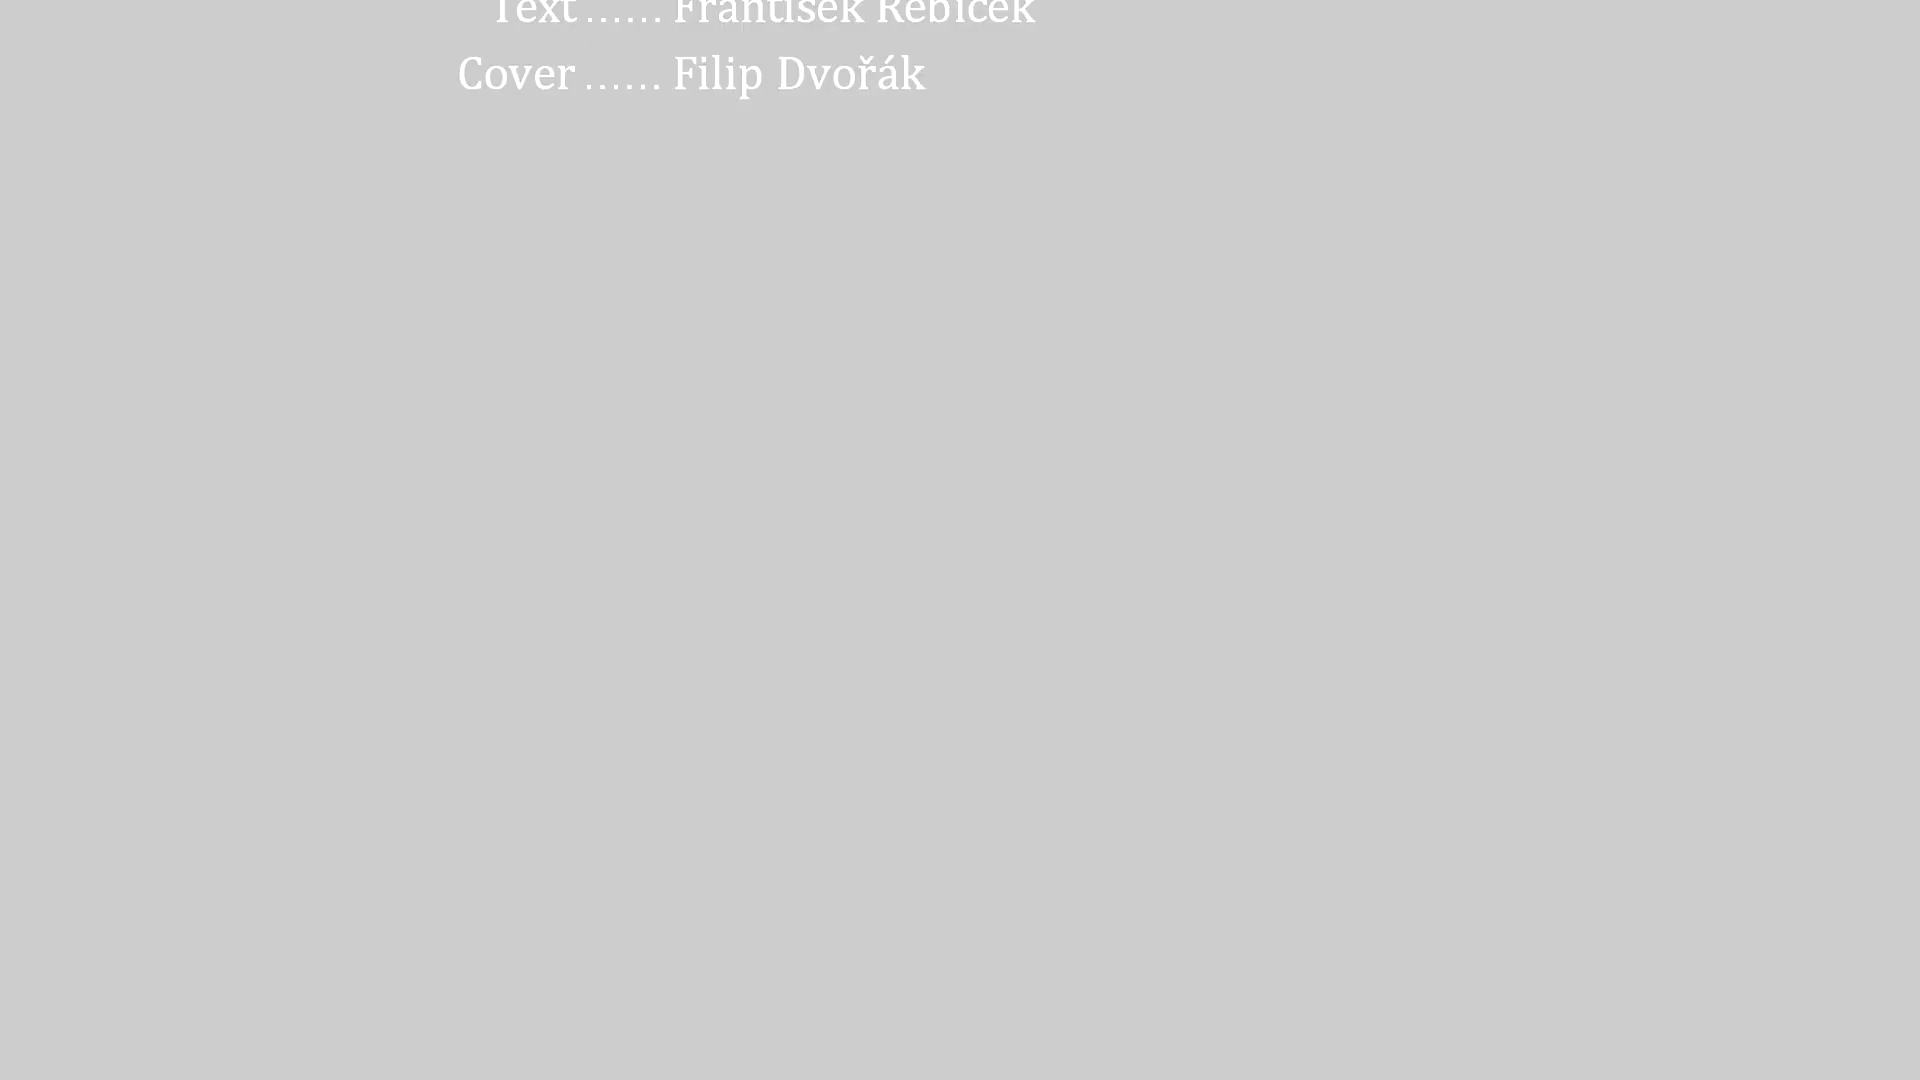 Text ...... František Řebíček
Cover ...... Filip Dvořák